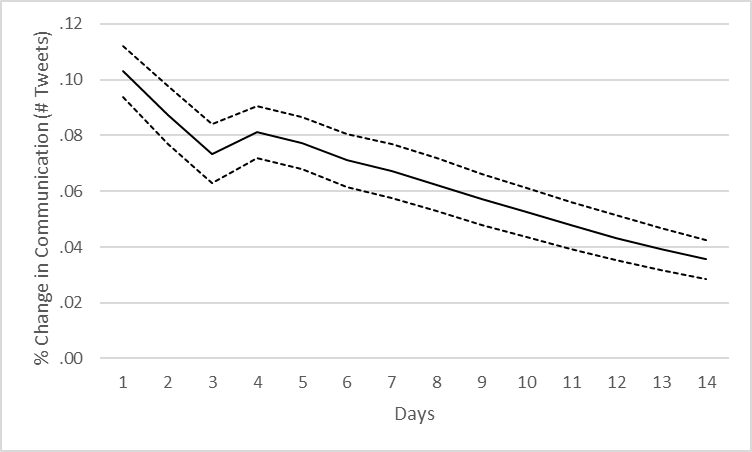 % Change in Communication (# Tweets)
.12
.10
.08
.06
.04
.02
.00
1 2 3 4 5 6 7 8 9 10 11 12 13 14
Days